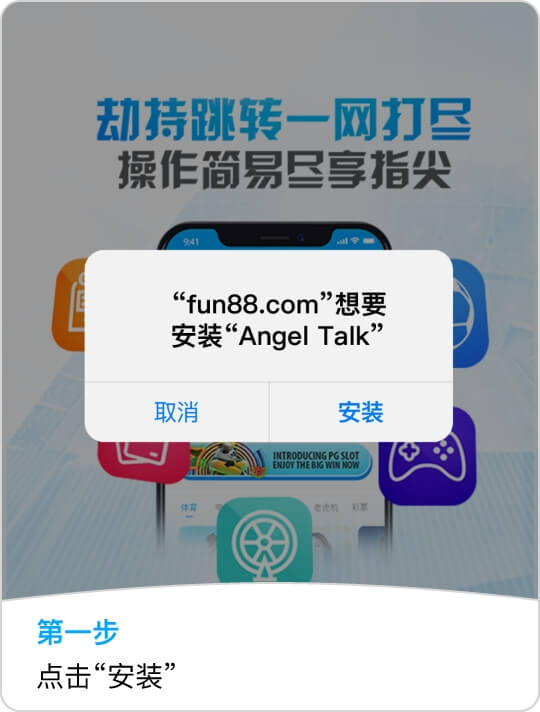 劫持跳转一网打尽
操作简易尽享指尖
9:41
“fun88.com”想要
安装“Angel Talk”
取消
安装
INTRODUCING PG SLOT
ENJOY THE BIG WIN NOW
体育
老虎机
彩票
第一步
点击“安装”